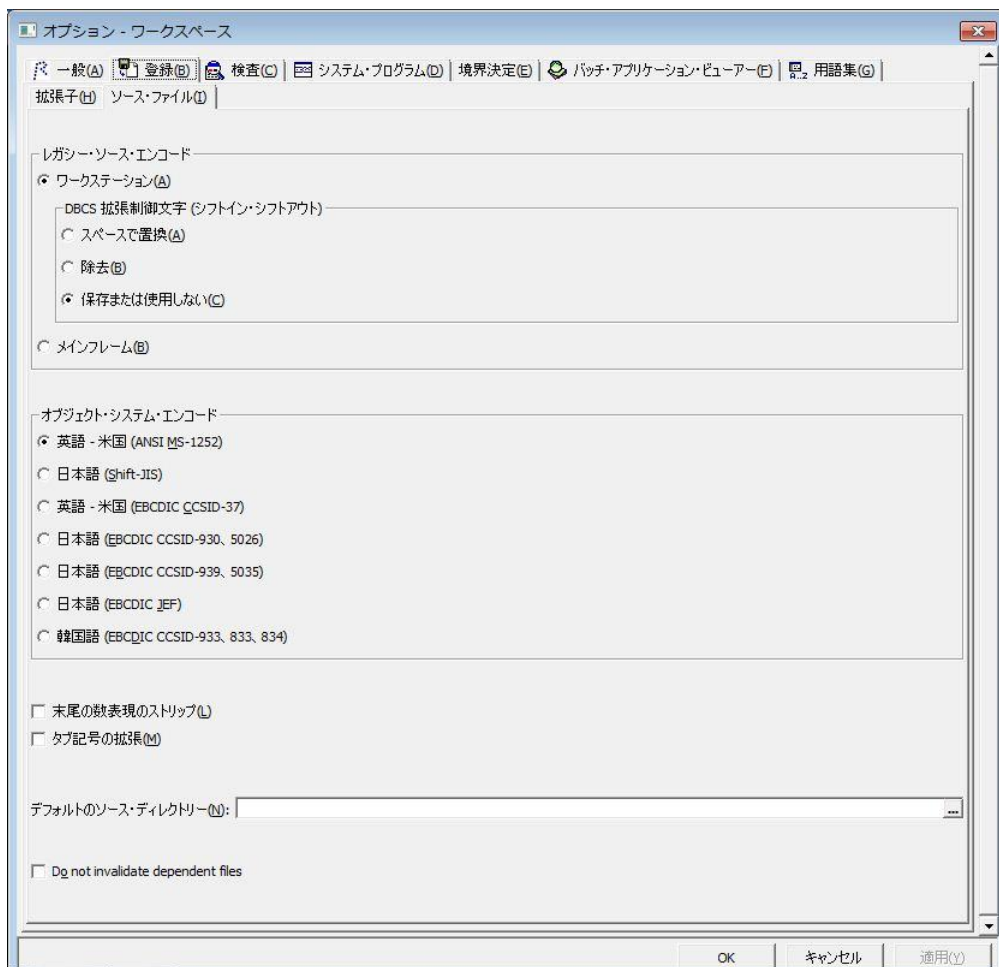 オプション - ワークスペース
一般(A) 登録(B) 検査(C) システム・プログラム(D) 境界決定(E) バッチ・アプリケーション・ビューアー(F) 用語集(G)
拡張子(H) ソース・ファイル(I)
レガシー・ソース・エンコード
ワークステーション(A)
DBCS 拡張制御文字 (シフトイン・シフトアウト)
スペースで置換(A)
除去(B)
保存または使用しない(C)
メインフレーム(B)
オブジェクト・システム・エンコード
英語 - 米国 (ANSI MS-1252)
日本語 (Shift-JIS)
英語 - 米国 (EBCDIC CCSID-37)
日本語 (EBCDIC CCSID-930、5026)
日本語 (EBCDIC CCSID-939、5035)
日本語 (EBCDIC JEF)
韓国語 (EBCDIC CCSID-933、833、834)
末尾の数表現のストリップ(L)
タブ記号の拡張(M)
デフォルトのソース・ディレクトリー(N): ...
Do not invalidate dependent files
OK キャンセル 適用(Y)